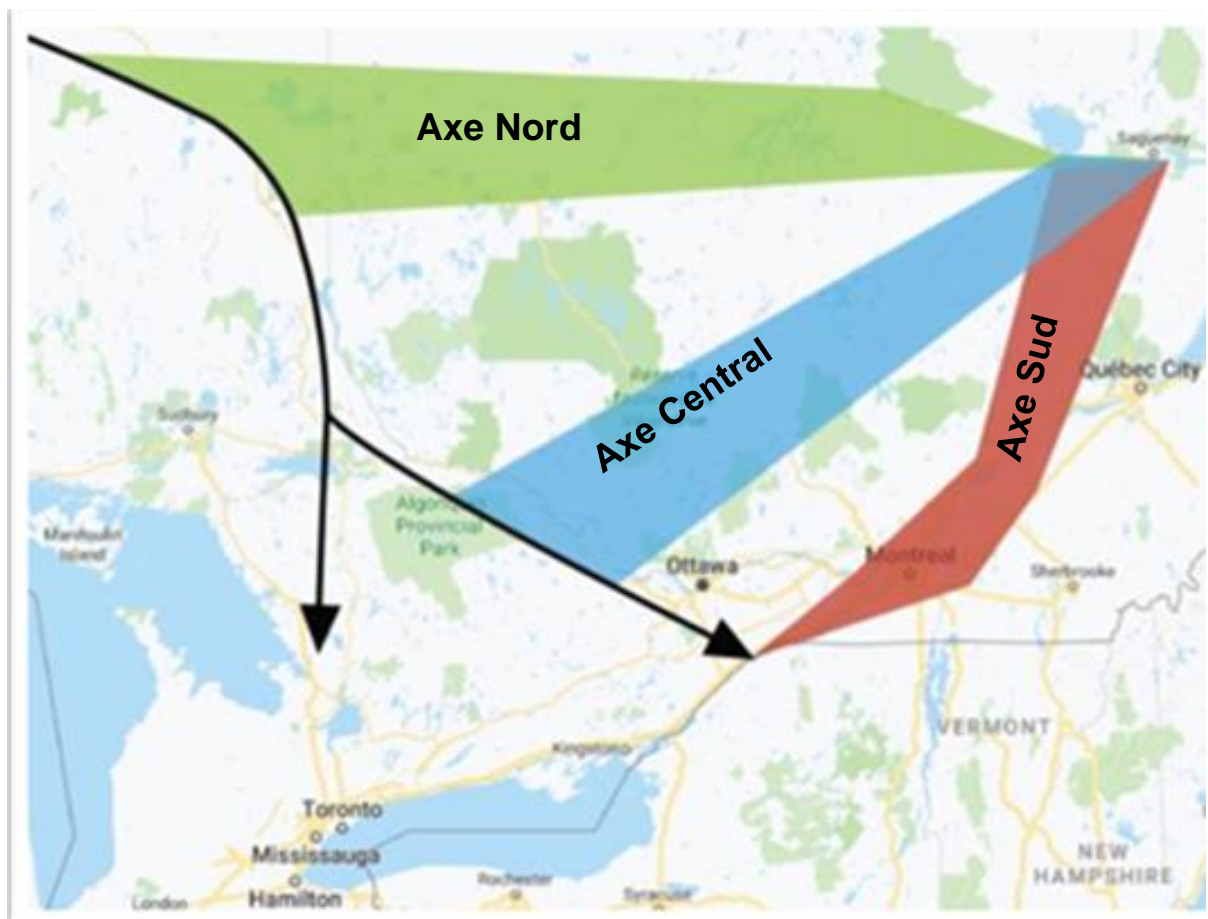 Axe Nord
Saguenay
Axe Sud
Québec City
Axe Central
Sudbury
Algonquin
Provincial
Park
Manitoulin
Island
Ottawa
Montreal
Sherbrooke
VERMONT
Kingston
Toronto
Mississauga
Hamilton
London
Rochester
Syracuse
NEW
HAMPSHIRE